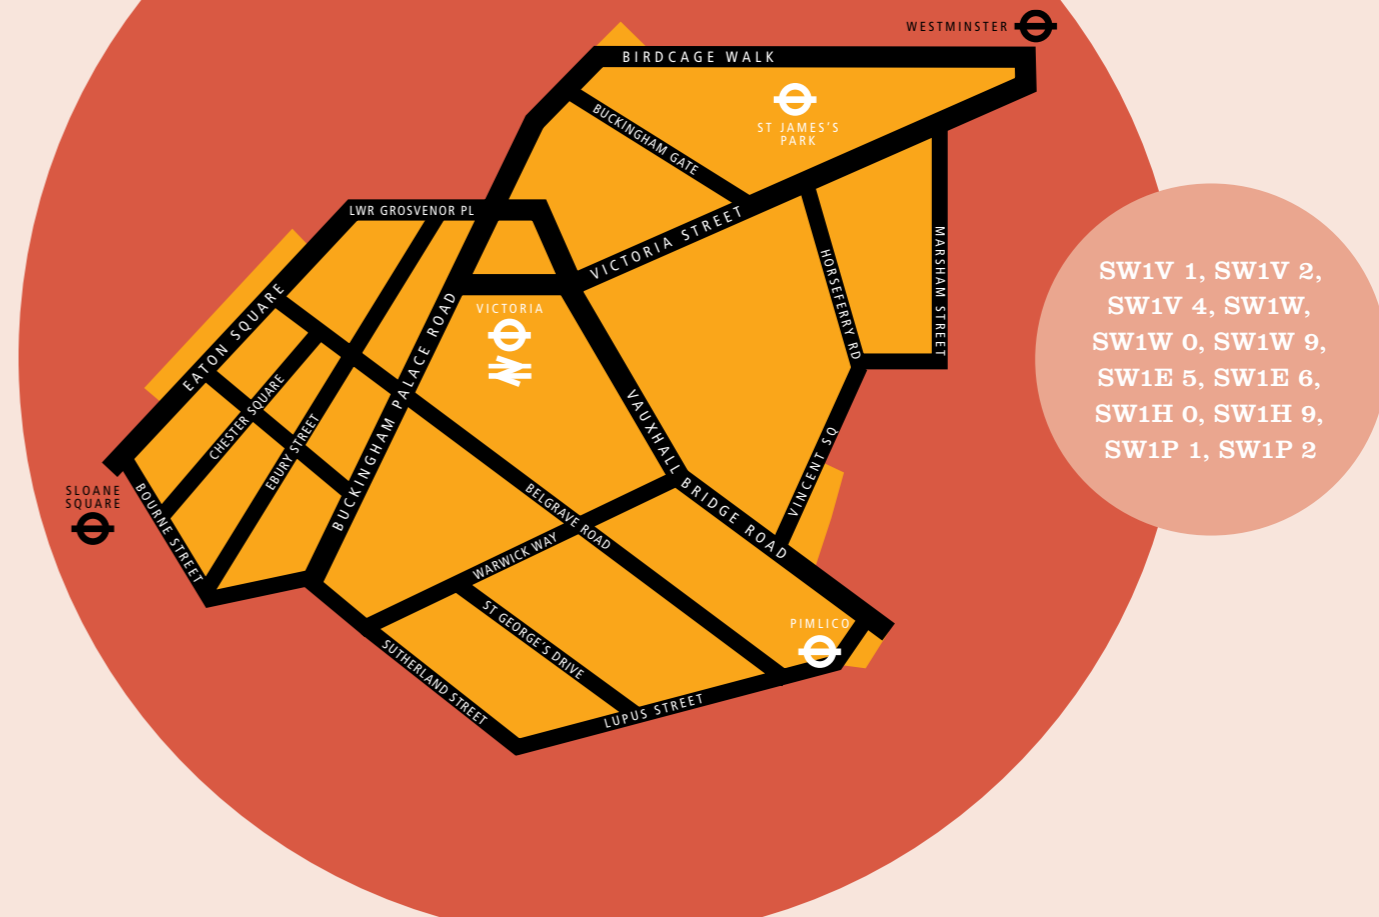 WESTMINSTER
BIRDCAGE WALK
ST JAMES'S
PARK
BUCKINGHAM GATE
LWR GROSVENOR PL
VICTORIA STREET
HORSEFERRY RD
MARSHAM STREET
EATON SQUARE
VICTORIA
BUCKINGHAM PALACE ROAD
CHESTER SQUARE
EBURY STREET
VAUXHALL BRIDGE ROAD
VINCENT SQ
SLOANE
SQUARE
BOURNE STREET
BELGRAVE ROAD
WARWICK WAY
ST GEORGE'S DRIVE
PIMLICO
SUTHERLAND STREET
LUPUS STREET
SW1V 1, SW1V 2,
SW1V 4, SW1W,
SW1W 0, SW1W 9,
SW1E 5, SW1E 6,
SW1H 0, SW1H 9,
SW1P 1, SW1P 2